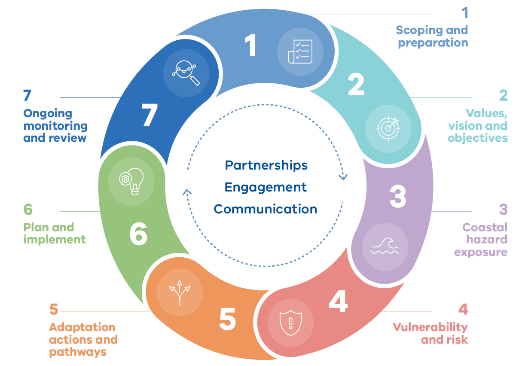 1
Scoping and
preparation
2
Values,
vision and
objectives
3
Coastal
hazard
exposure
4
Vulnerability
and risk
5
Adaptation
actions and
pathways
6
Plan and
implement
7
Ongoing
monitoring
and review
1
2
3
4
5
6
7
Partnerships
Engagement
Communication